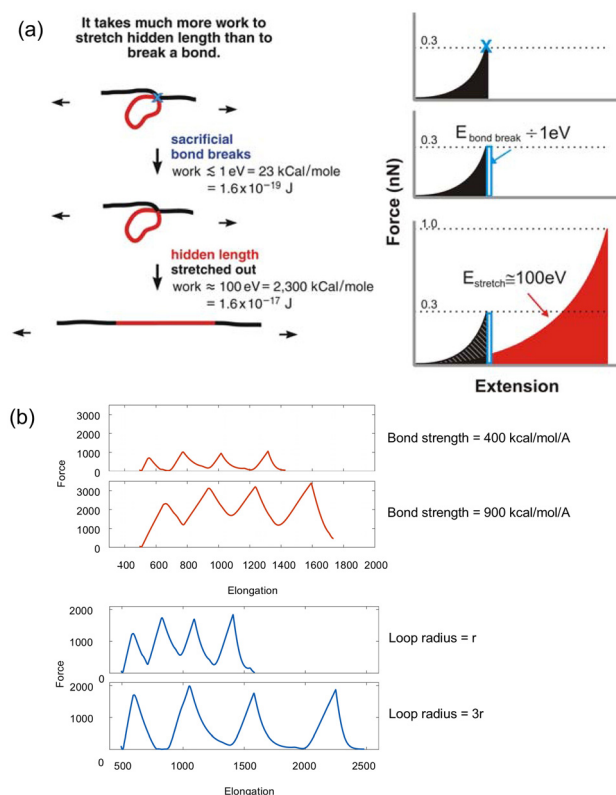 (a)
It takes much more work to
stretch hidden length than to
break a bond.
X
sacrificial
bond breaks
work ≲ 1 eV = 23 kCal/mole
= 1.6 x 10⁻¹⁹ J
hidden length
stretched out
work ≈ 100 eV = 2,300 kCal/mole
= 1.6 x 10⁻¹⁷ J
Force (nN)
0.3
X
0.3
E bond break ÷ 1eV
1.0
E stretch ≅ 100eV
0.3
Extension
(b)
3000
2000
1000
0
Bond strength = 400 kcal/mol/A
Force
3000
2000
1000
0
Bond strength = 900 kcal/mol/A
400 600 800 1000 1200 1400 1600 1800 2000
Elongation
2000
1000
0
Loop radius = r
Force
2000
1000
0
Loop radius = 3r
500 1000 1500 2000 2500
Elongation